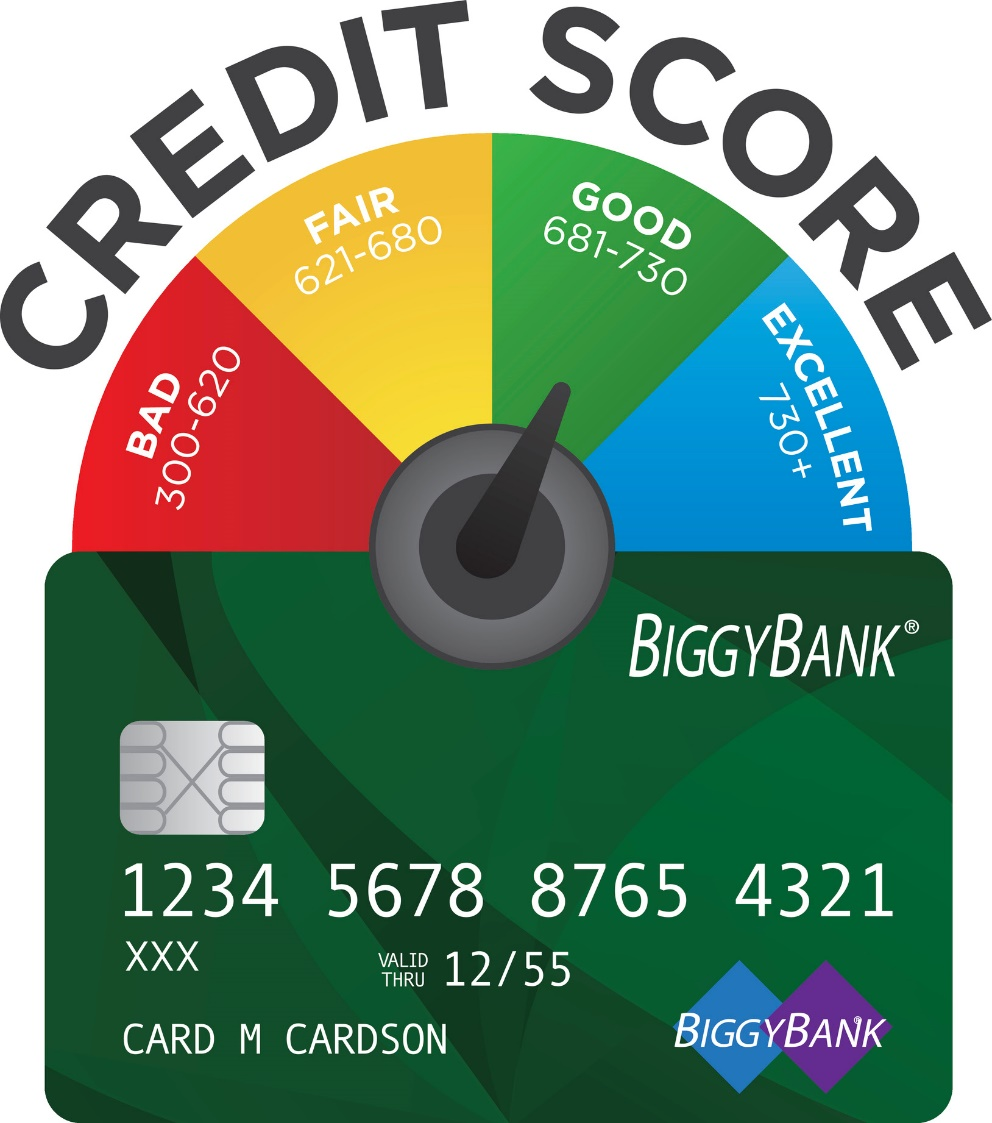 CREDIT SCORE
BAD
300-620
FAIR
621-680
GOOD
681-730
EXCELLENT
730+
BIGGYBANK®
1234 5678 8765 4321
XXX
VALID
THRU
12/55
CARD M CARDSON
BIGGYBANK®